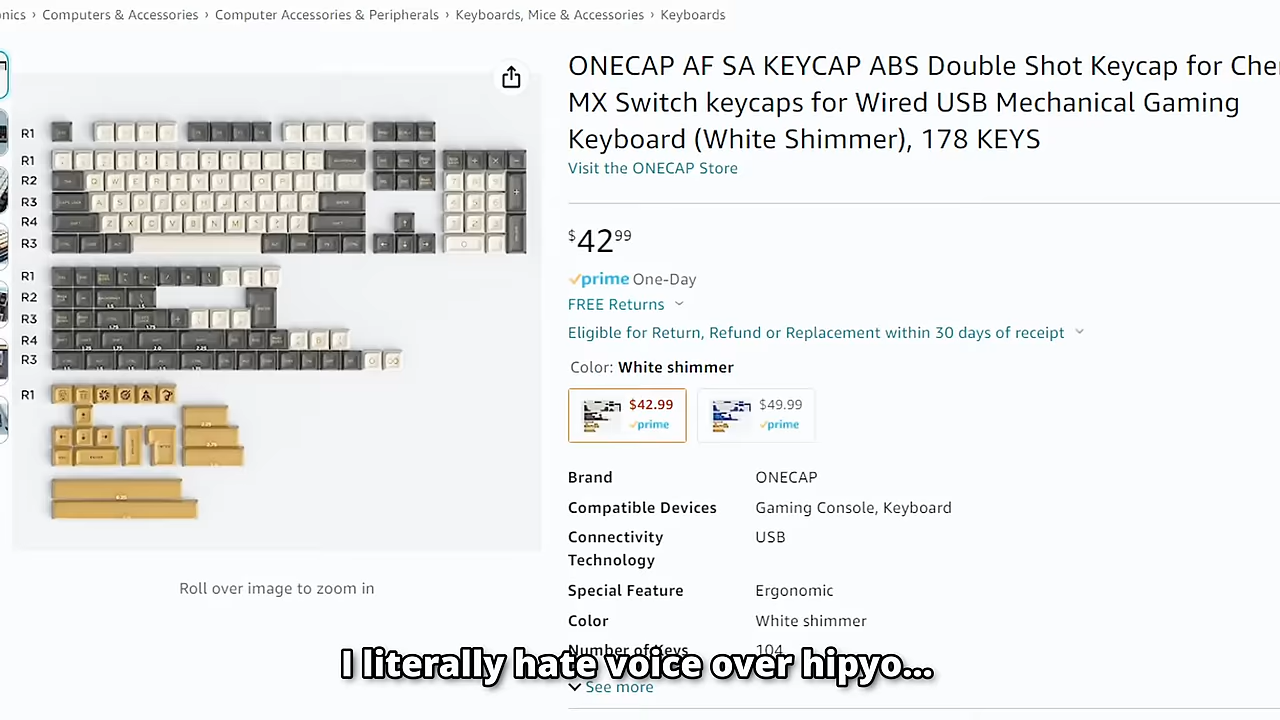 nics › Computers & Accessories › Computer Accessories & Peripherals › Keyboards, Mice & Accessories › Keyboards
ONECAP AF SA KEYCAP ABS Double Shot Keycap for Che
MX Switch keycaps for Wired USB Mechanical Gaming
Keyboard (White Shimmer), 178 KEYS
Visit the ONECAP Store
$42.99
prime One-Day
FREE Returns
Eligible for Return, Refund or Replacement within 30 days of receipt
Color: White shimmer
$42.99
prime
$49.99
prime
Brand ONECAP
Compatible Devices Gaming Console, Keyboard
Connectivity Technology USB
Special Feature Ergonomic
Color White shimmer
Number of Keys 104
See more
R1
R1
R2
R3
R4
R3
R1
R2
R3
R4
R3
R1
Roll over image to zoom in
I literally hate voice over hipyo...